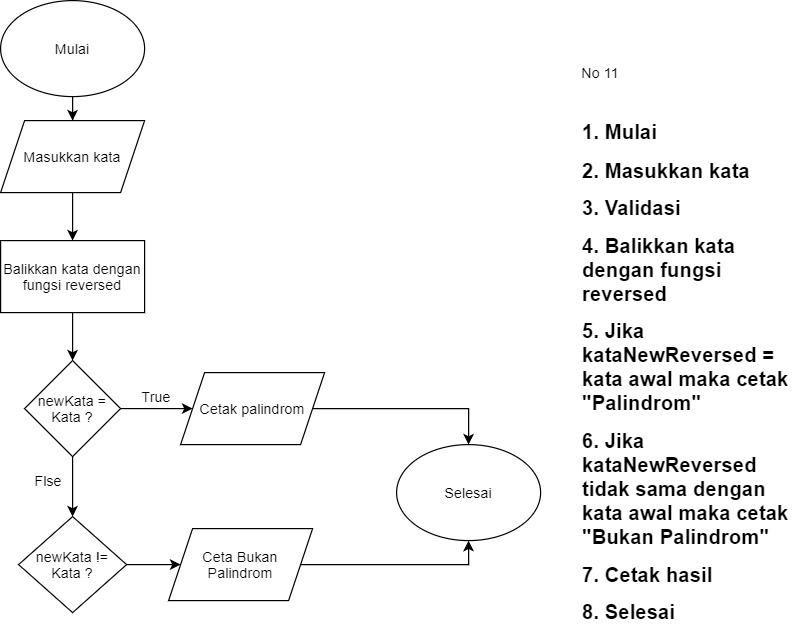 Mulai
Masukkan kata
Balikkan kata dengan
fungsi reversed
newKata =
Kata ?
True
Cetak palindrom
Flse
newKata !=
Kata ?
Ceta Bukan
Palindrom
Selesai
No 11
1. Mulai
2. Masukkan kata
3. Validasi
4. Balikkan kata
dengan fungsi
reversed
5. Jika
kataNewReversed =
kata awal maka cetak
"Palindrom"
6. Jika
kataNewReversed
tidak sama dengan
kata awal maka cetak
"Bukan Palindrom"
7. Cetak hasil
8. Selesai